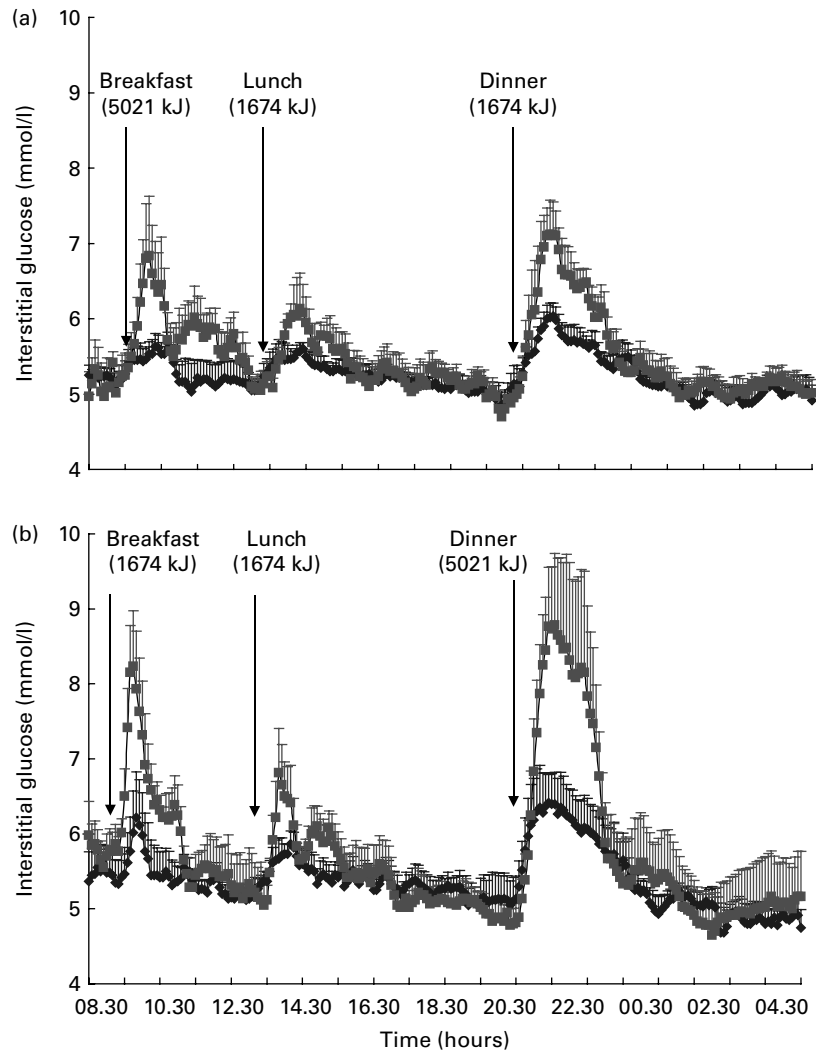 (a)
10
9
8
7
6
5
4
Interstitial glucose (mmol/l)
Breakfast
(5021 kJ)
Lunch
(1674 kJ)
Dinner
(1674 kJ)
(b)
10
9
8
7
6
5
4
Interstitial glucose (mmol/l)
Breakfast
(1674 kJ)
Lunch
(1674 kJ)
Dinner
(5021 kJ)
08.30 10.30 12.30 14.30 16.30 18.30 20.30 22.30 00.30 02.30 04.30
Time (hours)